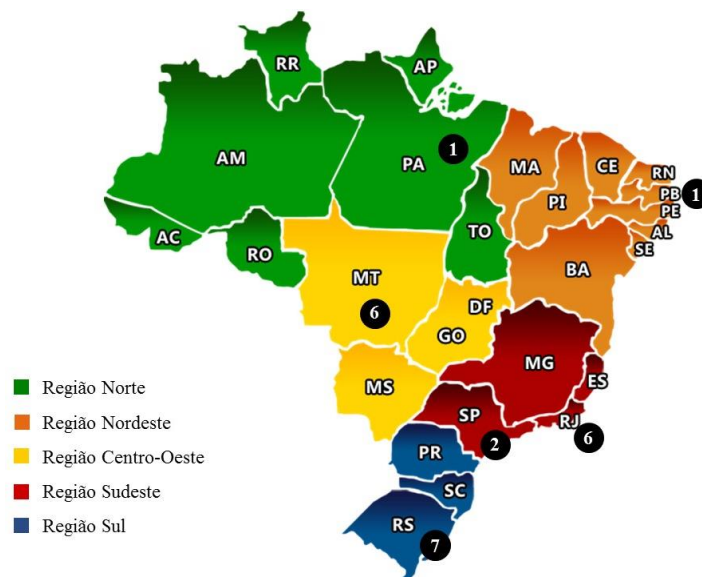 RR
AP
AM
PA
1
MA
CE
RN
PB
1
PI
PE
AL
SE
TO
AC
RO
BA
MT
6
DF
GO
MG
MS
ES
SP
RJ
2
6
PR
SC
RS
7
Região Norte
Região Nordeste
Região Centro-Oeste
Região Sudeste
Região Sul